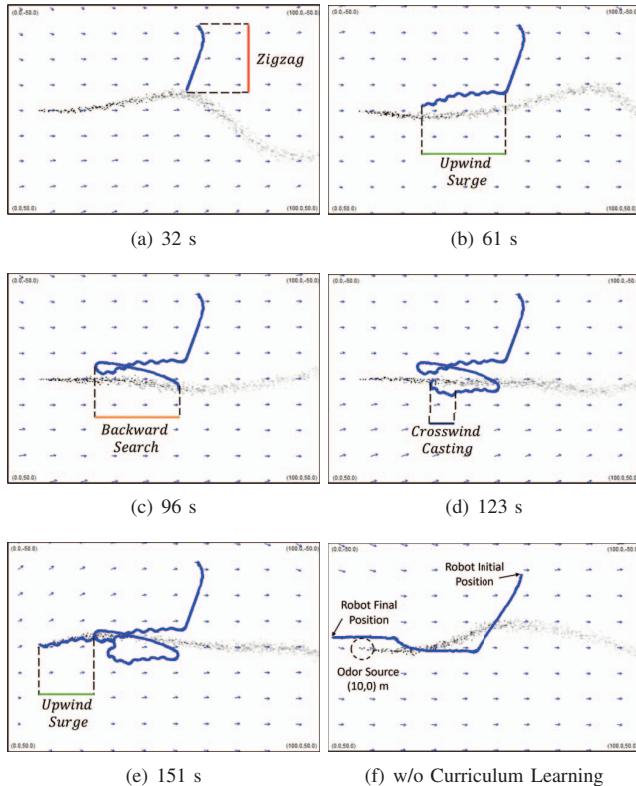 (0.0,-50.0)
(100.0,-50.0)
Zigzag
(0.0,50.0)
(100.0,50.0)
(a) 32 s
(0.0,-50.0)
(100.0,-50.0)
Upwind
Surge
(0.0,50.0)
(100.0,50.0)
(b) 61 s
(0.0,-50.0)
(100.0,-50.0)
Backward
Search
(0.0,50.0)
(100.0,50.0)
(c) 96 s
(0.0,-50.0)
(100.0,-50.0)
Crosswind
Casting
(0.0,50.0)
(100.0,50.0)
(d) 123 s
(0.0,-50.0)
(100.0,-50.0)
Upwind
Surge
(0.0,50.0)
(100.0,50.0)
(e) 151 s
(0.0,-50.0)
(100.0,-50.0)
Robot Initial
Position
Robot Final
Position
Odor Source
(10,0) m
(0.0,50.0)
(100.0,50.0)
(f) w/o Curriculum Learning